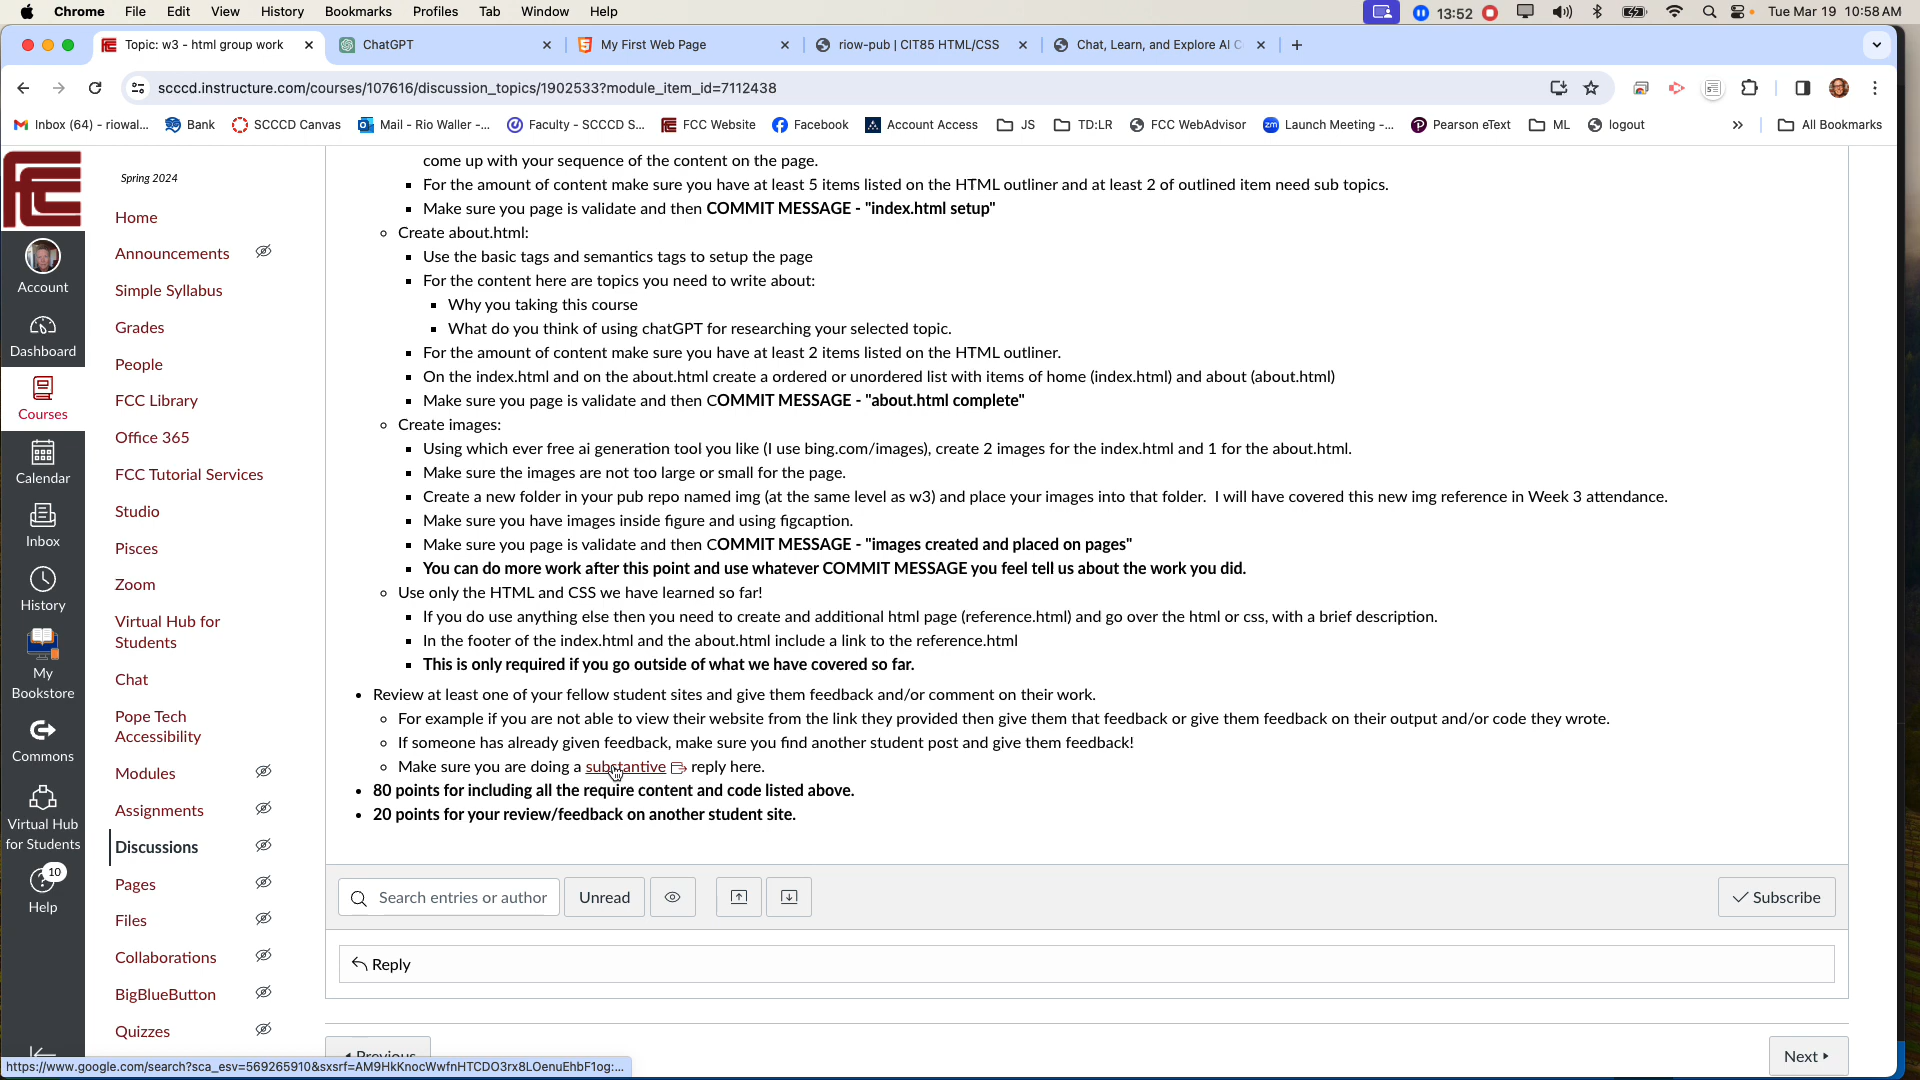 Chrome File Edit View History Bookmarks Profiles Tab Window Help
13:52
Tue Mar 19 10:58 AM
Topic: w3 - html group work
ChatGPT
My First Web Page
riow-pub | CIT85 HTML/CSS
Chat, Learn, and Explore AI C
scccd.instructure.com/courses/107616/discussion_topics/1902533?module_item_id=7112438
Inbox (64) - riowal... Bank SCCCD Canvas Mail - Rio Waller -... Faculty - SCCCD S... FCC Website Facebook Account Access JS TD:LR FCC WebAdvisor Launch Meeting -... Pearson eText ML logout » All Bookmarks
Account
Dashboard
Courses
Calendar
Inbox
History
My
Bookstore
Commons
Virtual Hub
for Students
10
Help
Spring 2024
Home
Announcements
Simple Syllabus
Grades
People
FCC Library
Office 365
FCC Tutorial Services
Studio
Pisces
Zoom
Virtual Hub for
Students
Chat
Pope Tech
Accessibility
Modules
Assignments
Discussions
Pages
Files
Collaborations
BigBlueButton
Quizzes
come up with your sequence of the content on the page.
For the amount of content make sure you have at least 5 items listed on the HTML outliner and at least 2 of outlined item need sub topics.
Make sure you page is validate and then COMMIT MESSAGE - "index.html setup"
Create about.html:
Use the basic tags and semantics tags to setup the page
For the content here are topics you need to write about:
Why you taking this course
What do you think of using chatGPT for researching your selected topic.
For the amount of content make sure you have at least 2 items listed on the HTML outliner.
On the index.html and on the about.html create a ordered or unordered list with items of home (index.html) and about (about.html)
Make sure you page is validate and then COMMIT MESSAGE - "about.html complete"
Create images:
Using which ever free ai generation tool you like (I use bing.com/images), create 2 images for the index.html and 1 for the about.html.
Make sure the images are not too large or small for the page.
Create a new folder in your pub repo named img (at the same level as w3) and place your images into that folder. I will have covered this new img reference in Week 3 attendance.
Make sure you have images inside figure and using figcaption.
Make sure you page is validate and then COMMIT MESSAGE - "images created and placed on pages"
You can do more work after this point and use whatever COMMIT MESSAGE you feel tell us about the work you did.
Use only the HTML and CSS we have learned so far!
If you do use anything else then you need to create and additional html page (reference.html) and go over the html or css, with a brief description.
In the footer of the index.html and the about.html include a link to the reference.html
This is only required if you go outside of what we have covered so far.
Review at least one of your fellow student sites and give them feedback and/or comment on their work.
For example if you are not able to view their website from the link they provided then give them that feedback or give them feedback on their output and/or code they wrote.
If someone has already given feedback, make sure you find another student post and give them feedback!
Make sure you are doing a substantive reply here.
80 points for including all the require content and code listed above.
20 points for your review/feedback on another student site.
Search entries or author
Unread
Subscribe
Reply
Previous
Next
https://www.google.com/search?sca_esv=569265910&sxsrf=AM9HkKnocWwfnHTCDO3rx8LOenuEhbF1og:...